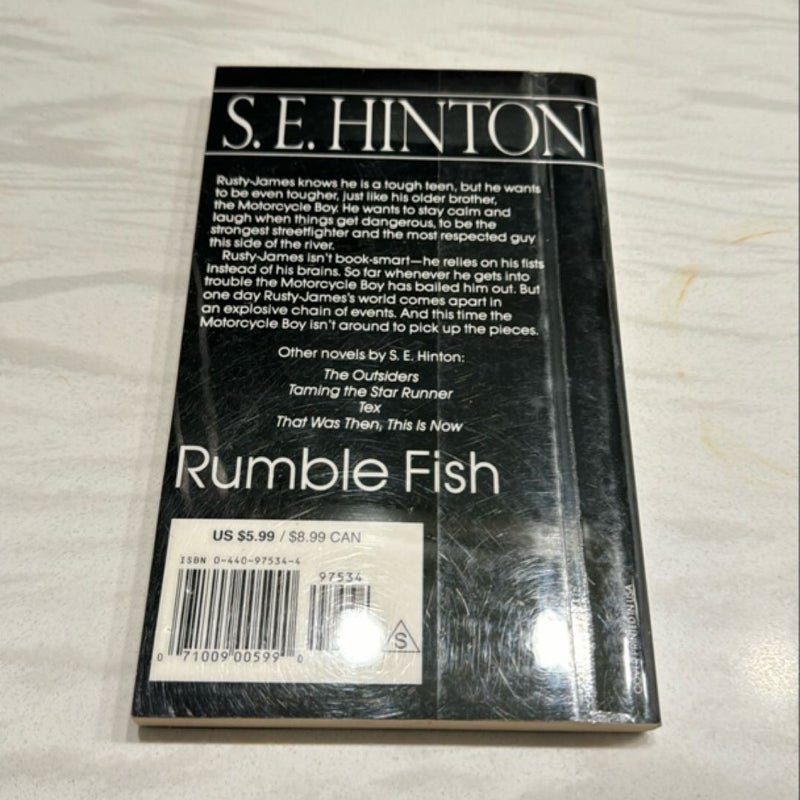 S. E. HINTON
Rusty-James knows he is a tough teen, but he wants
to be even tougher, just like his older brother,
the Motorcycle Boy. He wants to stay calm and
laugh when things get dangerous, to be the
strongest streetfighter and the most respected guy
this side of the river.
Rusty-James isn't book-smart—he relies on his fists
instead of his brains. So far whenever he gets into
trouble the Motorcycle Boy has bailed him out. But
one day Rusty-James's world comes apart in
an explosive chain of events. And this time the
Motorcycle Boy isn't around to pick up the pieces.
Other novels by S. E. Hinton:
The Outsiders
Taming the Star Runner
Tex
That Was Then, This Is Now
Rumble Fish
US $5.99 / $8.99 CAN
ISBN 0-440-97534-4
97534
0 71009 00599 0
S
COVER PRINTED IN USA